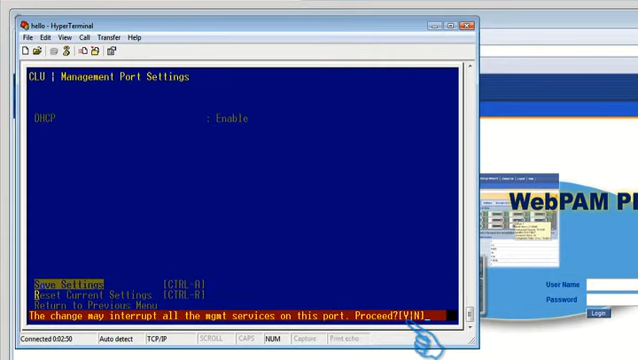 hello - HyperTerminal
File Edit View Call Transfer Help
CLU | Management Port Settings
DHCP : Enable
Save Settings [CTRL-A]
Reset Current Settings [CTRL-R]
Return to Previous Menu
The change may interrupt all the mgmt services on this port. Proceed?[Y|N]_
Connected 0:02:50 Auto detect TCP/IP SCROLL CAPS NUM Capture Print echo
WebPAM P
User Name
Password
Login